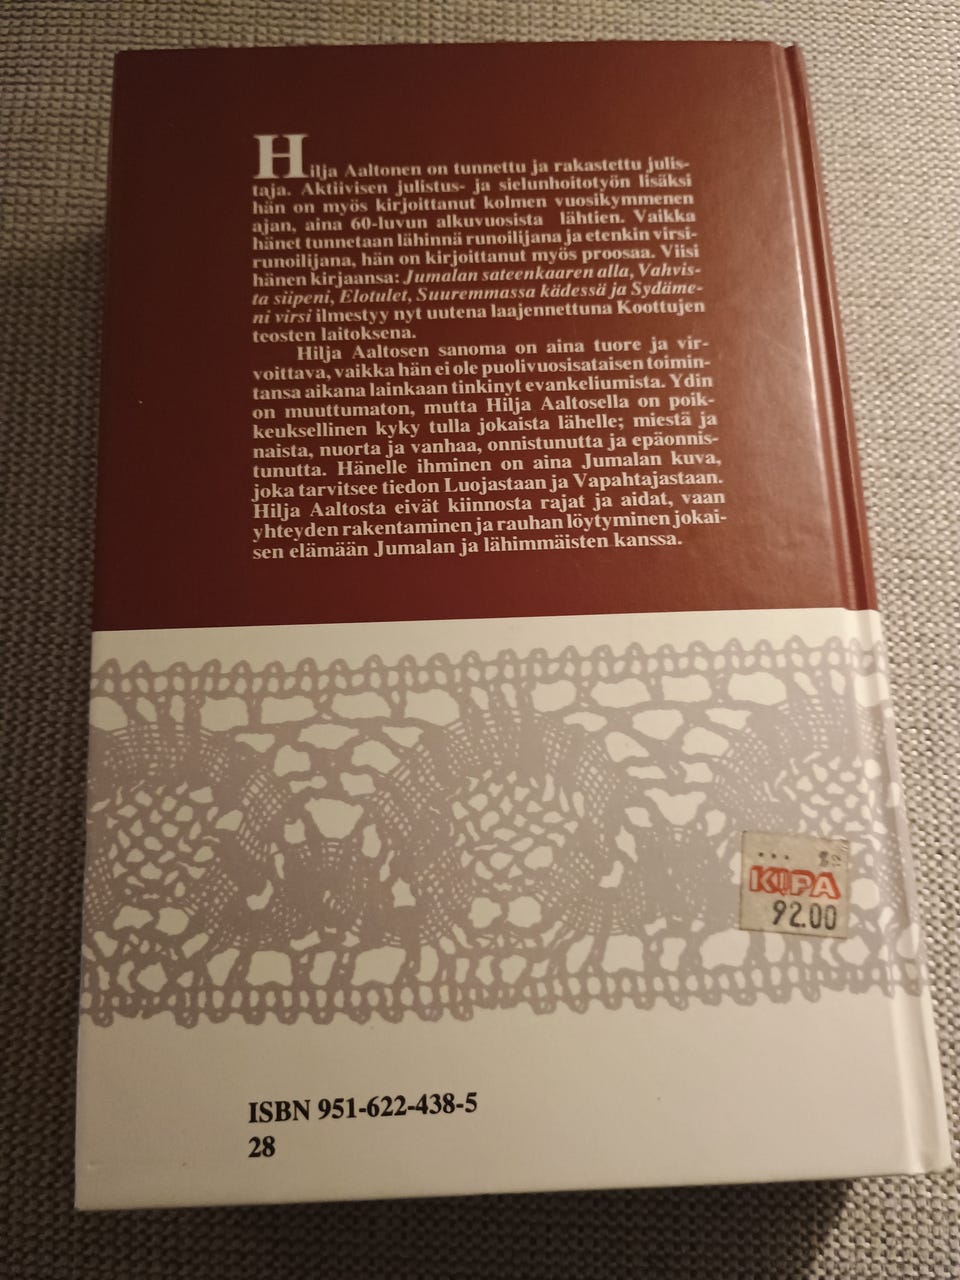 Hilja Aaltonen on tunnettu ja rakastettu julis-
taja. Aktiivisen julistus- ja sielunhoitotyön lisäksi
hän on myös kirjoittanut kolmen vuosikymmenen
ajan, aina 60-luvun alkuvuosista lähtien. Vaikka
hänet tunnetaan lähinnä runoilijana ja etenkin virsi-
runoilijana, hän on kirjoittanut myös proosaa. Viisi
hänen kirjaansa: Jumalan sateenkaaren alla, Vahvis-
ta siipeni, Elotulet, Suuremmassa kädessä ja Sydäme-
ni virsi ilmestyy nyt uutena laajennettuna Koottujen
teosten laitoksena.
Hilja Aaltosen sanoma on aina tuore ja vir-
voittava, vaikka hän ei ole puolivuosisataisen toimin-
tansa aikana lainkaan tinkinyt evankeliumista. Ydin
on muuttumaton, mutta Hilja Aaltosella on poik-
keuksellinen kyky tulla jokaista lähelle; miestä ja
naista, nuorta ja vanhaa, onnistunutta ja epäonnis-
tunutta. Hänelle ihminen on aina Jumalan kuva,
joka tarvitsee tiedon Luojastaan ja Vapahtajastaan.
Hilja Aaltosta eivät kiinnosta rajat ja aidat, vaan
yhteyden rakentaminen ja rauhan löytyminen jokai-
sen elämään Jumalan ja lähimmäisten kanssa.
KIPA
92.00
ISBN 951-622-438-5
28